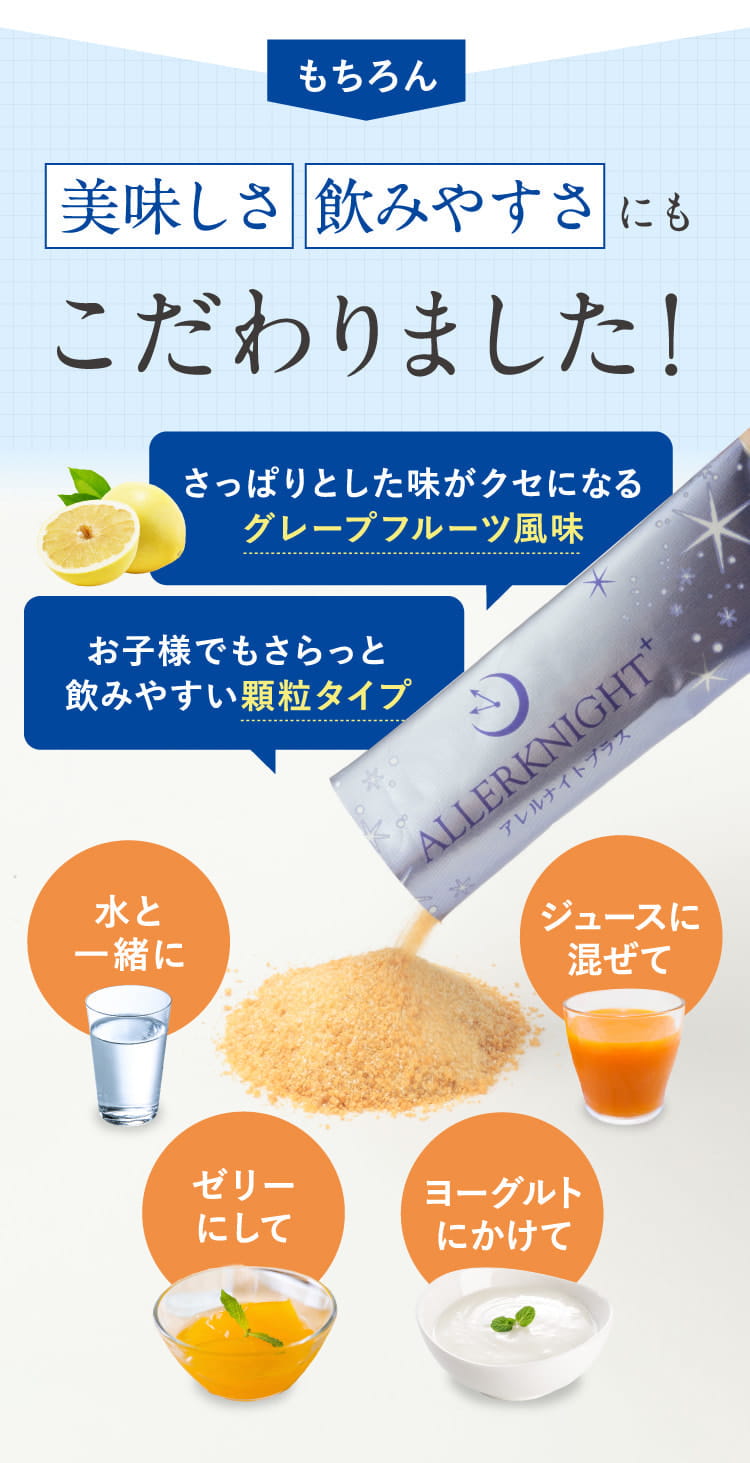 もちろん
美味しさ 飲みやすさ にも
こだわりました!
さっぱりとした味がクセになる
グレープフルーツ風味
お子様でもさらっと
飲みやすい顆粒タイプ
ALLERKNIGHT+
アレルナイトプラス
水と
一緒に
ジュースに
混ぜて
ゼリー
にして
ヨーグルト
にかけて